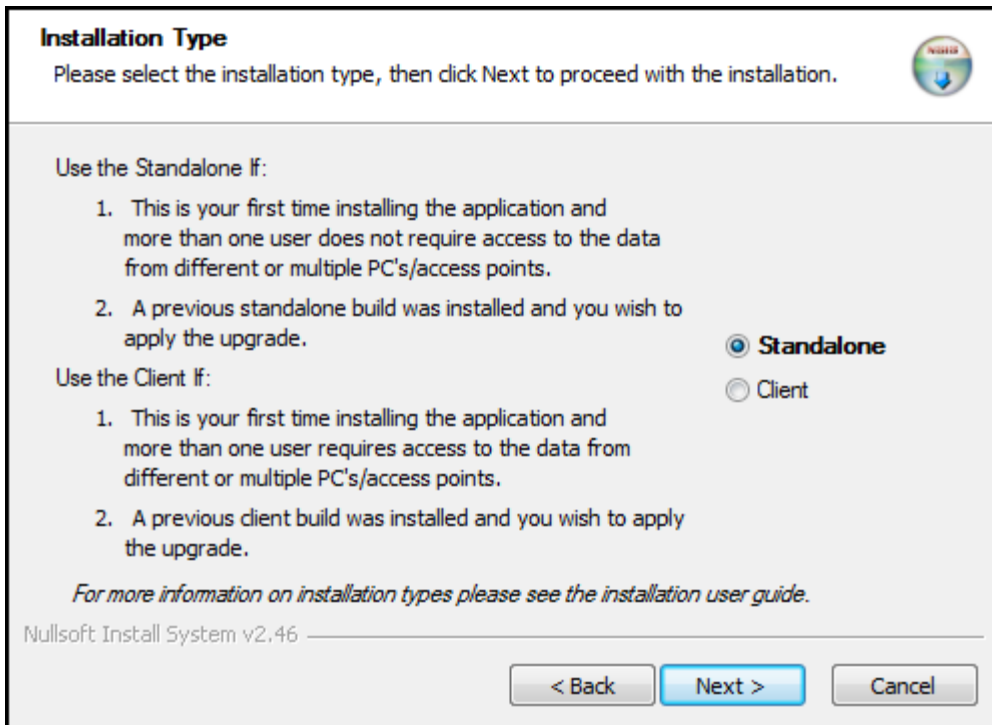 Installation Type
Please select the installation type, then click Next to proceed with the installation.
NSIS
Use the Standalone If:
1. This is your first time installing the application and
more than one user does not require access to the data
from different or multiple PC's/access points.
2. A previous standalone build was installed and you wish to
apply the upgrade.
Standalone
Use the Client If:
Client
1. This is your first time installing the application and
more than one user requires access to the data from
different or multiple PC's/access points.
2. A previous client build was installed and you wish to apply
the upgrade.
For more information on installation types please see the installation user guide.
Nullsoft Install System v2.46
< Back
Next >
Cancel